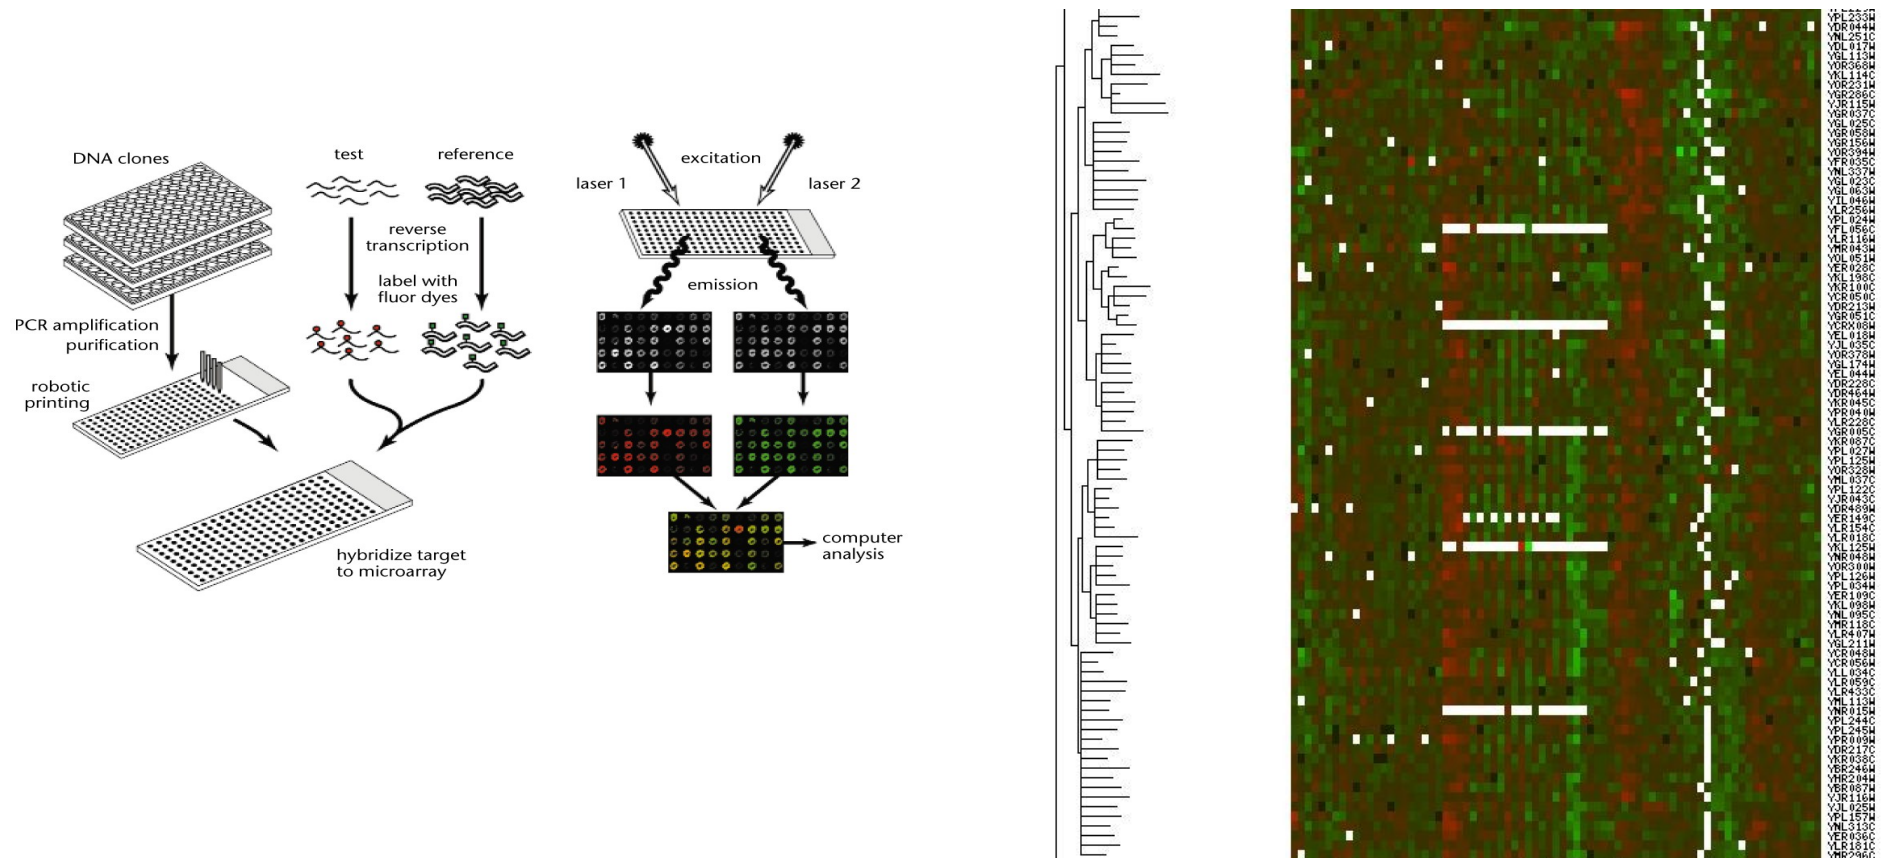 DNA clones
test
reference
reverse
transcription
label with
fluor dyes
PCR amplification
purification
robotic
printing
hybridize target
to microarray
excitation
laser 1
laser 2
emission
computer
analysis
YPL233W
YDR044W
YNL251C
YDL017W
YGL113W
YOR368W
YKL114C
YOR231W
YGR286C
YJR115W
YGR037C
YGL025C
YGR058W
YGR156W
YOR394W
YFR035C
YNL337W
YGL023C
YGL063W
YIL046W
YLR256W
YPL024W
YFL056C
YLR116W
YMR043W
YOL051W
YER028C
YKL198C
YKR100C
YCR050C
YDR213W
YGR051C
YCRX08W
YEL018W
YJL035C
YOR378W
YGL174W
YEL044W
YDR228C
YDR464W
YKR045C
YPR040W
YLR228C
YGR005C
YKR087C
YPL027W
YPL125W
YOR328W
YML037C
YPL122C
YJR043C
YDR489W
YER149C
YLR154C
YLR018C
YKL125W
YNR048W
YOR300W
YPL126W
YPL034W
YER109C
YKL098W
YNL095C
YMR118C
YLR407W
YGL211W
YCR048W
YCR056W
YLL034C
YLR059C
YLR433C
YML113W
YNR015W
YPL244C
YPL245W
YPR009W
YDR217C
YKR038C
YBR246W
YHR204W
YBR087W
YJR116W
YJL025W
YPL157W
YNL313C
YER036C
YLR181C